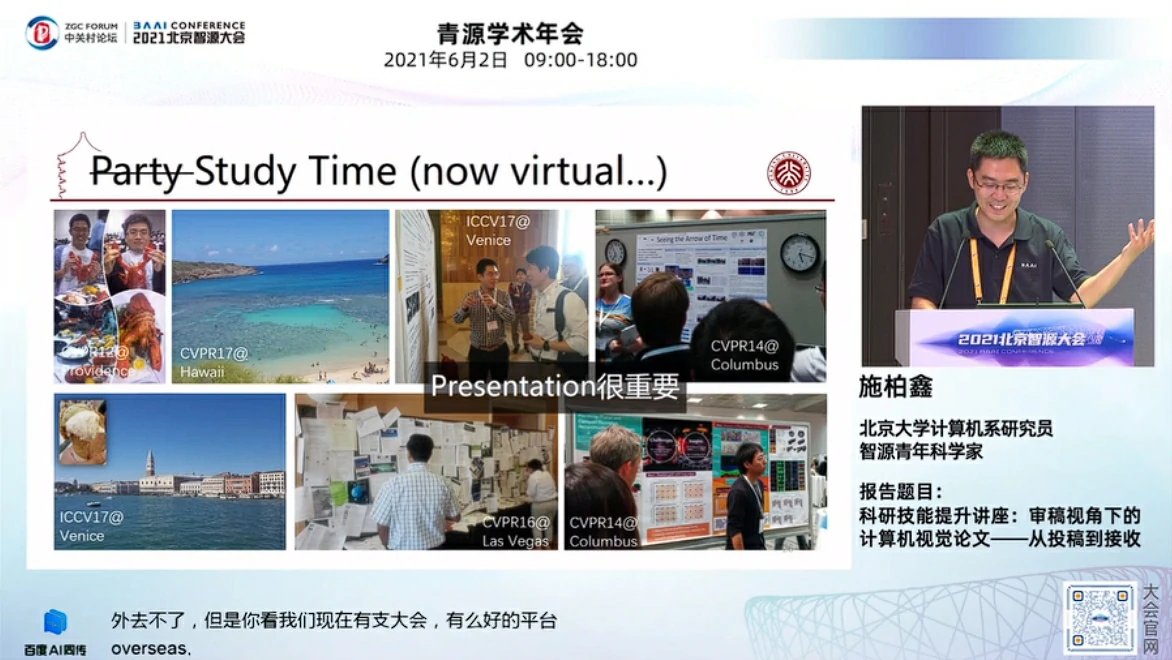 ZGC FORUM
中关村论坛
BAAI CONFERENCE
2021北京智源大会
青源学术年会
2021年6月2日 09:00-18:00
Party Study Time (now virtual...)
CVPR12@
Providence
CVPR17@
Hawaii
ICCV17@
Venice
Seeing the Arrow of Time
CVPR14@
Columbus
Presentation很重要
ICCV17@
Venice
CVPR16@
Las Vegas
CVPR14@
Columbus
BAAI
2021北京智源大会
2021 BAAI CONFERENCE
施柏鑫
北京大学计算机系研究员
智源青年科学家
报告题目：
科研技能提升讲座：审稿视角下的
计算机视觉论文——从投稿到接收
百度AI同传
外去不了，但是你看我们现在有支大会，有么好的平台
overseas,
大会官网